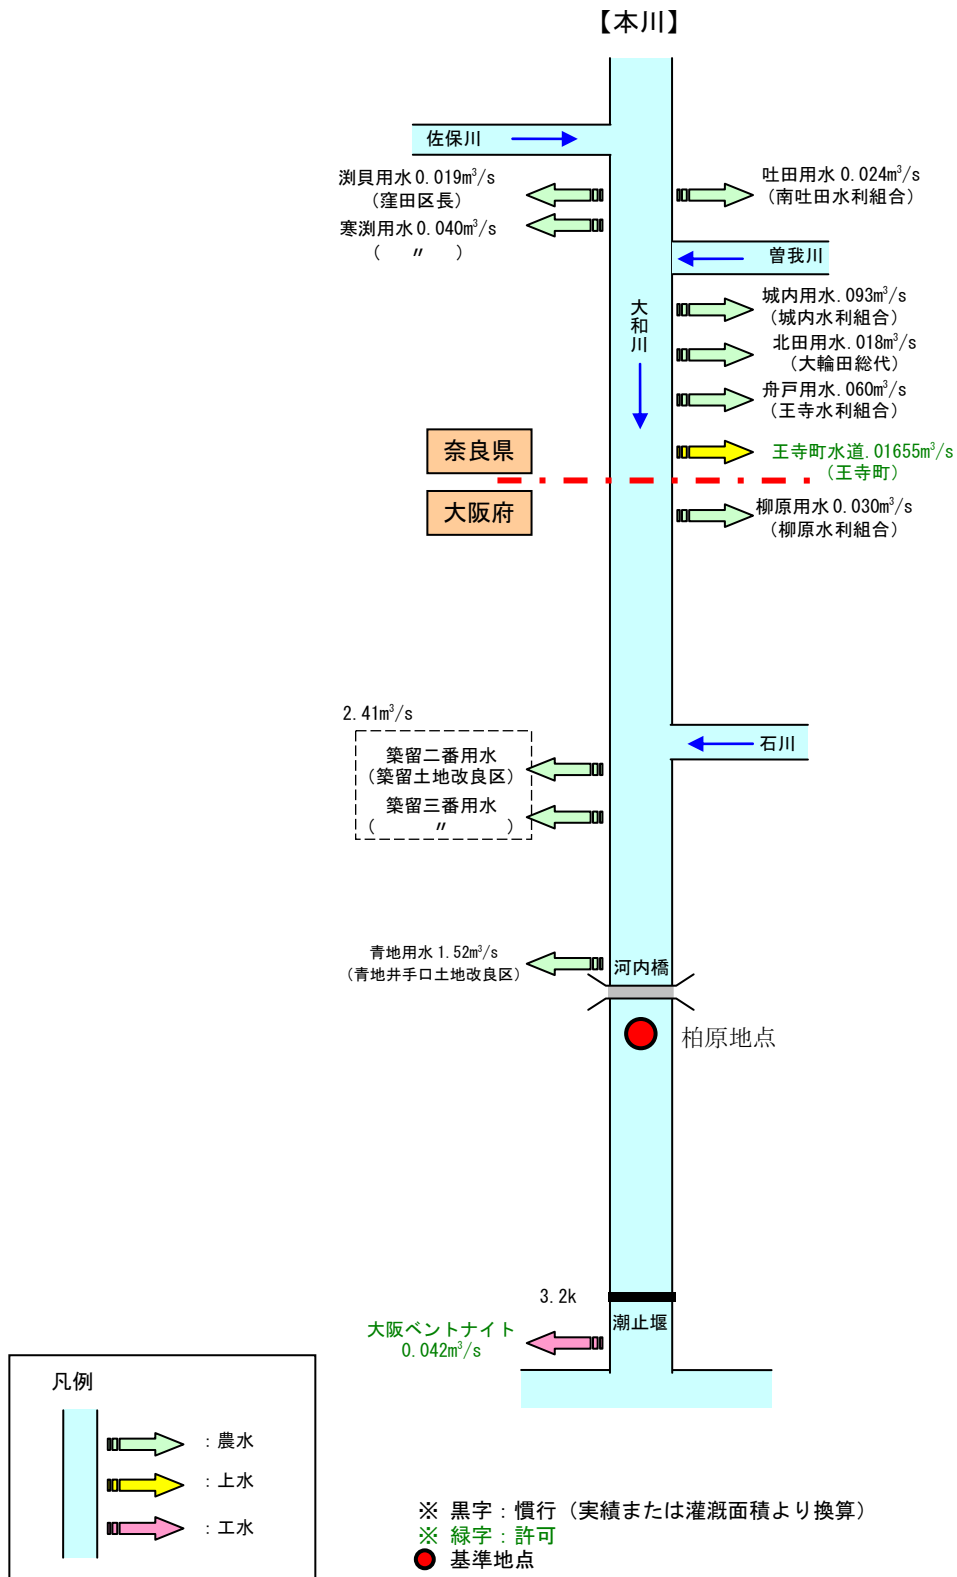 【本川】
佐保川
渕貝用水0.019m³/s
(窪田区長)
寒渕用水0.040m³/s
( 〃 )
吐田用水0.024m³/s
(南吐田水利組合)
曽我川
城内用水.093m³/s
(城内水利組合)
北田用水.018m³/s
(大輪田総代)
舟戸用水.060m³/s
(王寺水利組合)
大和川
王寺町水道.01655m³/s
(王寺町)
奈良県
大阪府
柳原用水0.030m³/s
(柳原水利組合)
2.41m³/s
築留二番用水
(築留土地改良区)
築留三番用水
( 〃 )
石川
青地用水1.52m³/s
(青地井手口土地改良区)
河内橋
柏原地点
3.2k
潮止堰
大阪ベントナイト
0.042m³/s
凡例
：農水
：上水
：工水
※ 黒字：慣行（実績または灌漑面積より換算）
※ 緑字：許可
基準地点